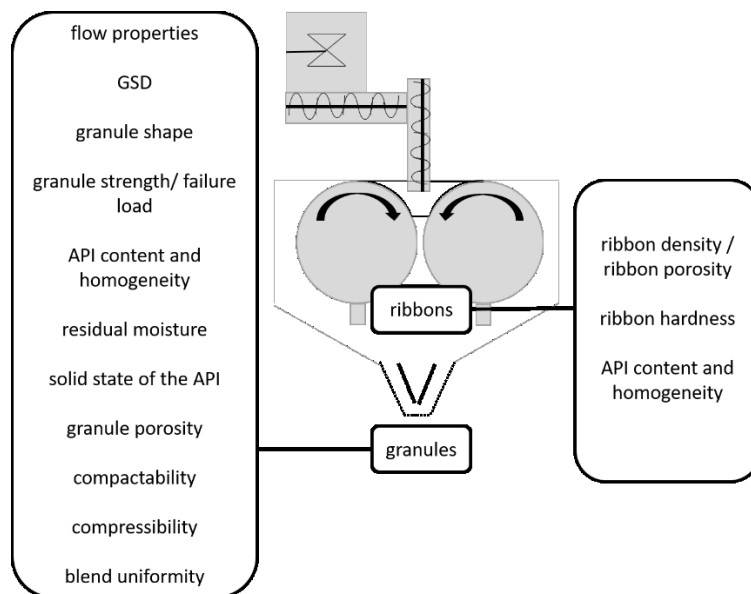 flow properties
GSD
granule shape
granule strength/ failure
load
API content and
homogeneity
residual moisture
solid state of the API
granule porosity
compactability
compressibility
blend uniformity
ribbons
granules
ribbon density /
ribbon porosity
ribbon hardness
API content and
homogeneity